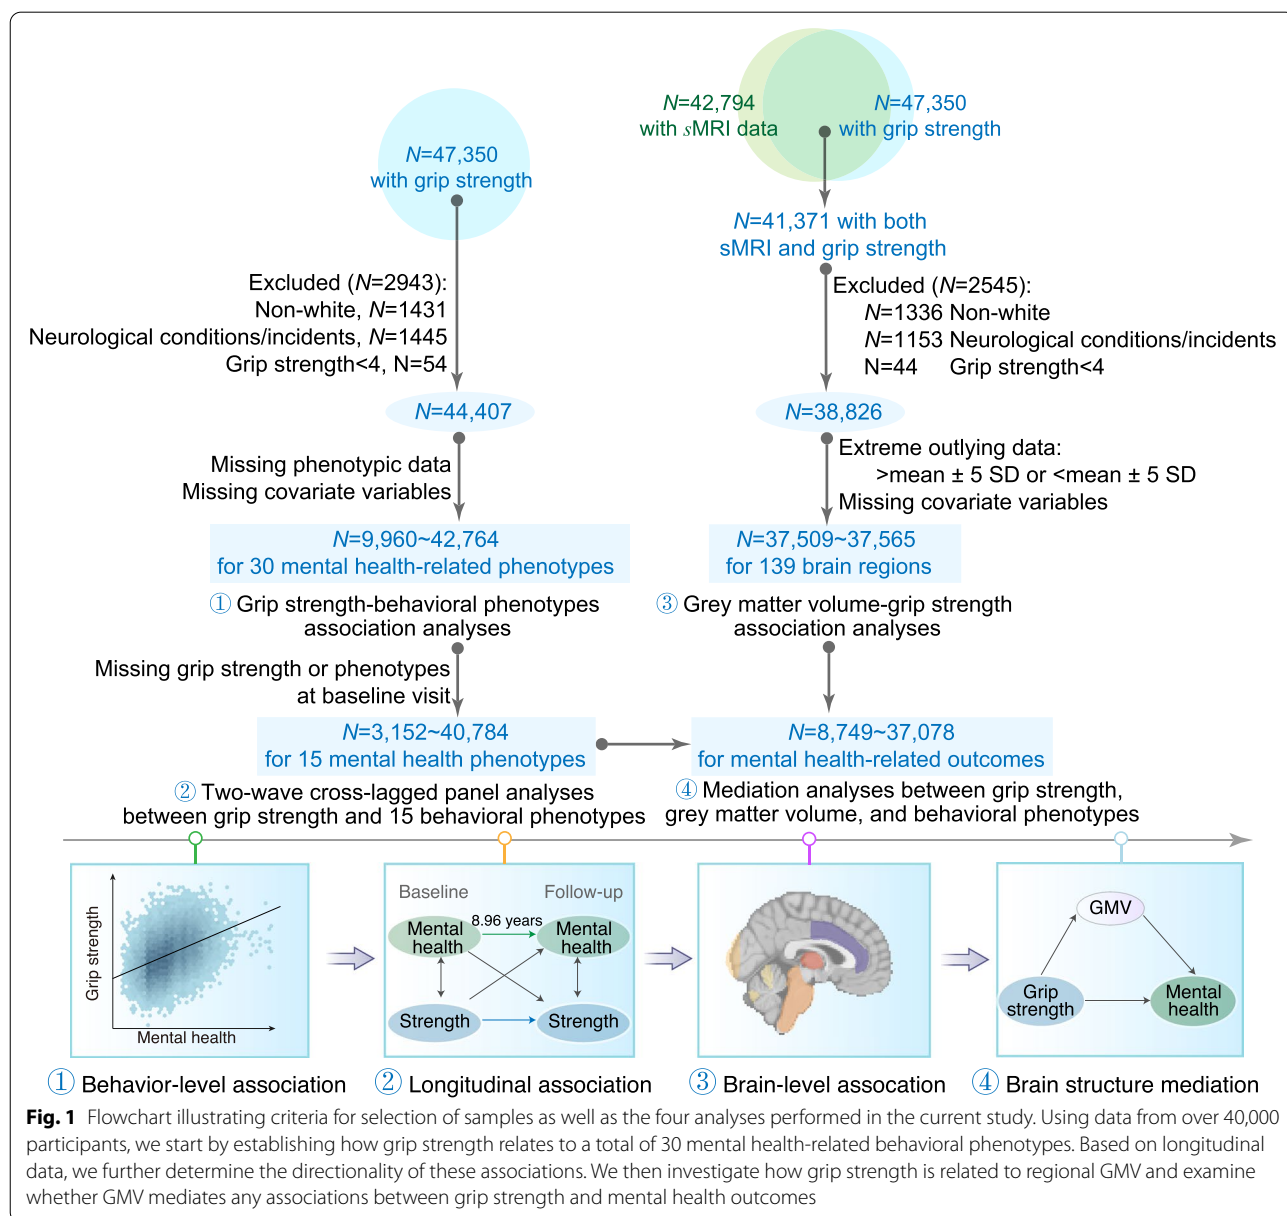 N=47,350
with grip strength
Excluded (N=2943):
Non-white, N=1431
Neurological conditions/incidents, N=1445
Grip strength<4, N=54
N=44,407
Missing phenotypic data
Missing covariate variables
N=9,960~42,764
for 30 mental health-related phenotypes
① Grip strength-behavioral phenotypes
association analyses
Missing grip strength or phenotypes
at baseline visit
N=3,152~40,784
for 15 mental health phenotypes
② Two-wave cross-lagged panel analyses
between grip strength and 15 behavioral phenotypes
N=42,794
with sMRI data
N=47,350
with grip strength
N=41,371 with both
sMRI and grip strength
Excluded (N=2545):
N=1336 Non-white
N=1153 Neurological conditions/incidents
N=44 Grip strength<4
N=38,826
Extreme outlying data:
>mean ± 5 SD or <mean ± 5 SD
Missing covariate variables
N=37,509~37,565
for 139 brain regions
③ Grey matter volume-grip strength
association analyses
N=8,749~37,078
for mental health-related outcomes
④ Mediation analyses between grip strength,
grey matter volume, and behavioral phenotypes
Grip strength
Mental health
Baseline
Follow-up
Mental
health
8.96 years
Mental
health
Strength
Strength
GMV
Grip
strength
Mental
health
① Behavior-level association
② Longitudinal association
③ Brain-level assocation
④ Brain structure mediation
Fig. 1 Flowchart illustrating criteria for selection of samples as well as the four analyses performed in the current study. Using data from over 40,000
participants, we start by establishing how grip strength relates to a total of 30 mental health-related behavioral phenotypes. Based on longitudinal
data, we further determine the directionality of these associations. We then investigate how grip strength is related to regional GMV and examine
whether GMV mediates any associations between grip strength and mental health outcomes